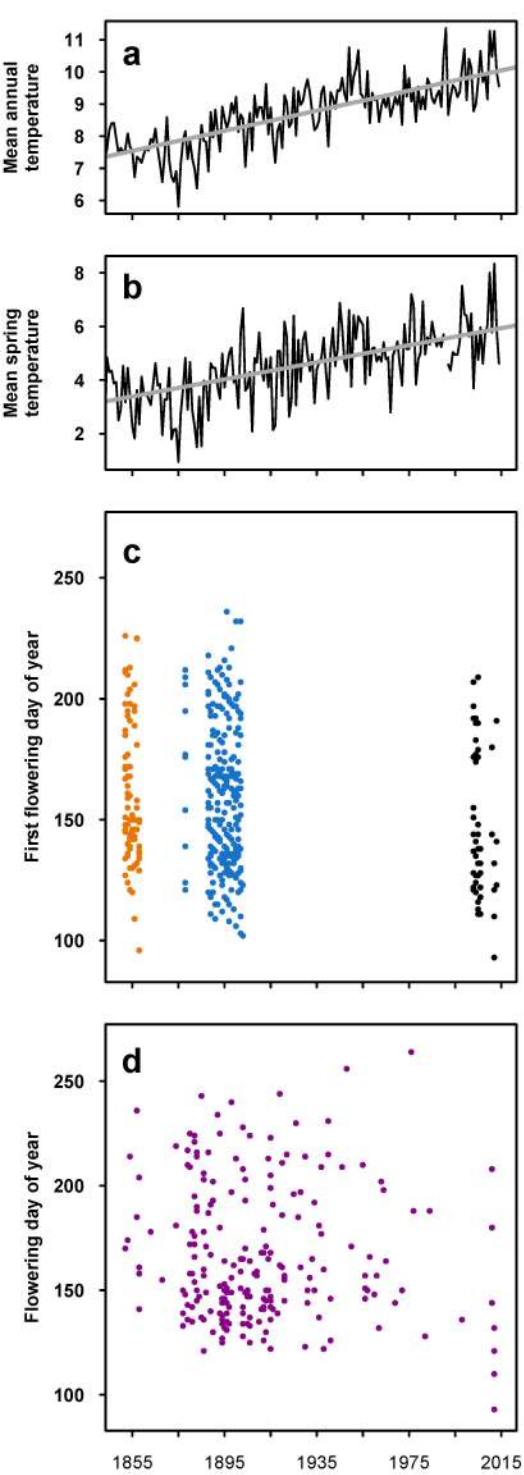 a
Mean annual
temperature
11
10
9
8
7
6
b
Mean spring
temperature
8
6
4
2
c
First flowering day of year
250
200
150
100
d
Flowering day of year
250
200
150
100
1855 1895 1935 1975 2015